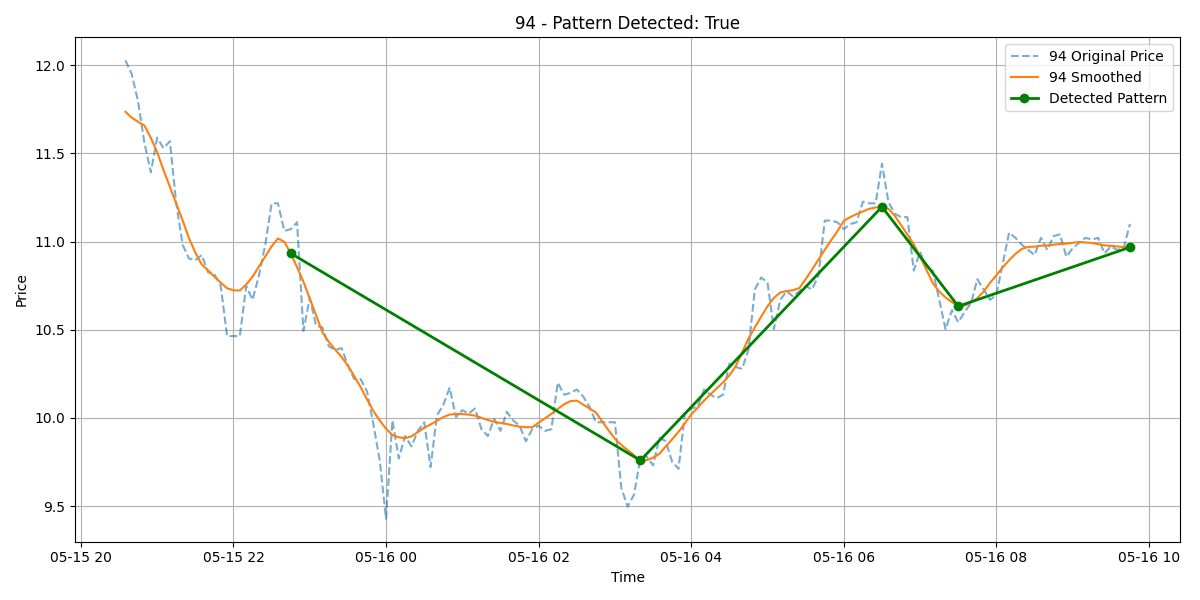 94 - Pattern Detected: True
94 Original Price
94 Smoothed
Detected Pattern
Price
12.0
11.5
11.0
10.5
10.0
9.5
05-15 20 05-15 22 05-16 00 05-16 02 05-16 04 05-16 06 05-16 08 05-16 10
Time